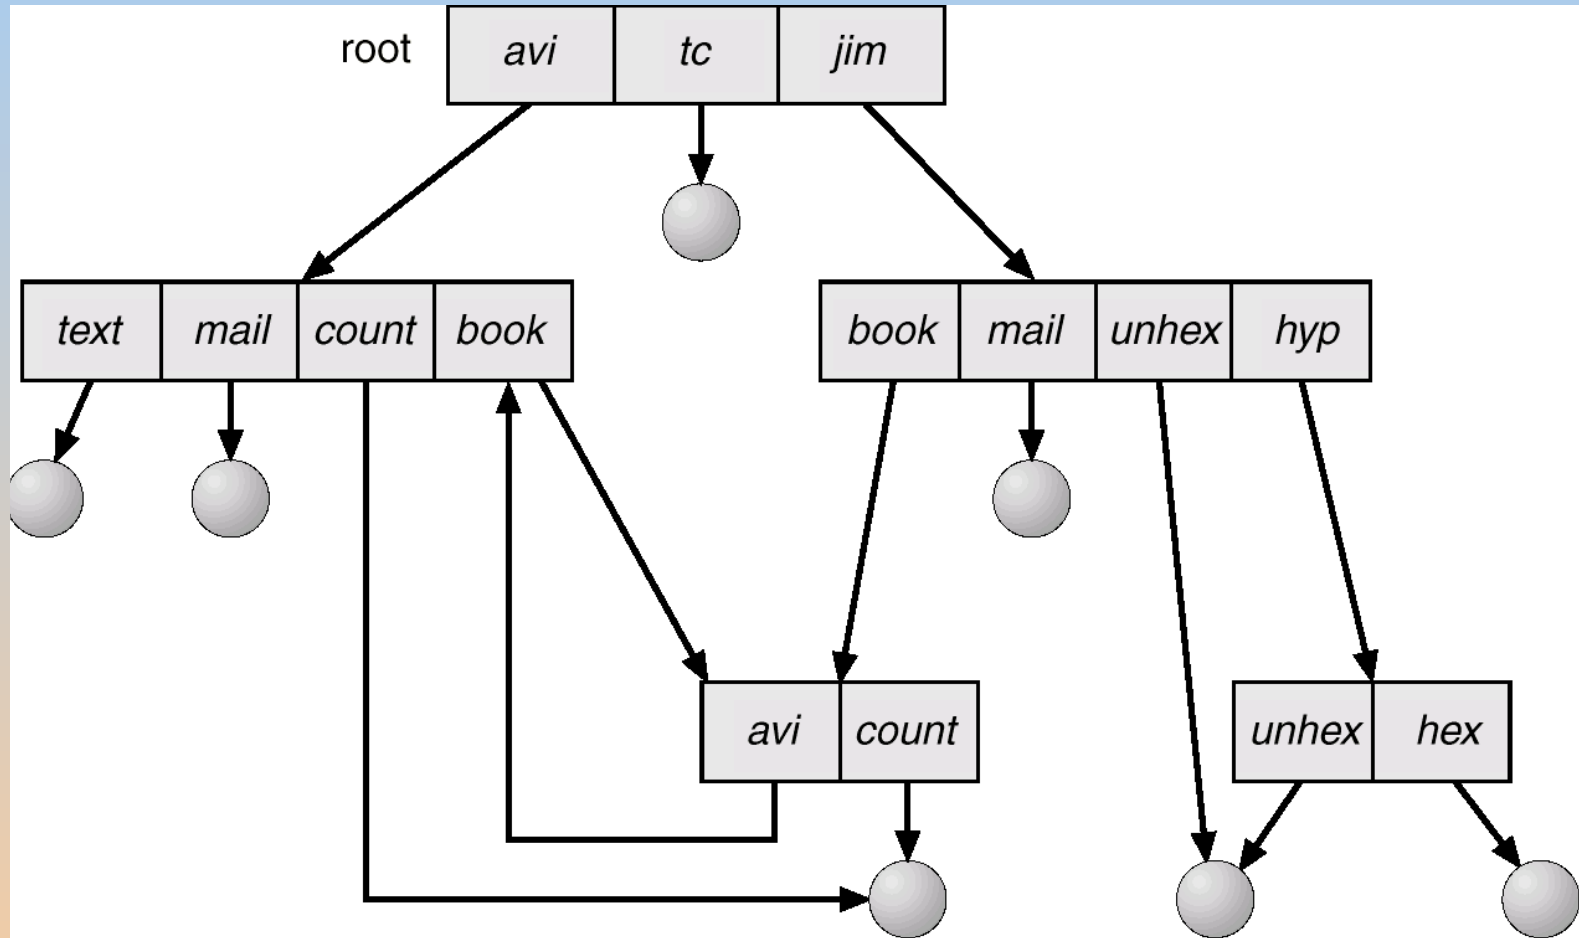 root avi tc jim
text mail count book book mail unhex hyp
avi count unhex hex